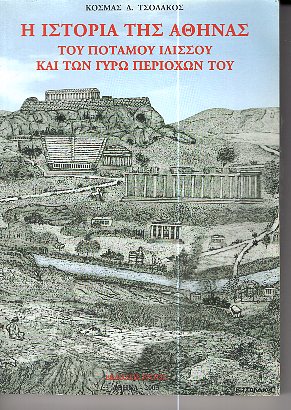 ΚΟΣΜΑΣ Λ. ΤΣΟΛΑΚΟΣ
Η ΙΣΤΟΡΙΑ ΤΗΣ ΑΘΗΝΑΣ
ΤΟΥ ΠΟΤΑΜΟΥ ΙΛΙΣΣΟΥ
ΚΑΙ ΤΩΝ ΓΥΡΩ ΠΕΡΙΟΧΩΝ ΤΟΥ